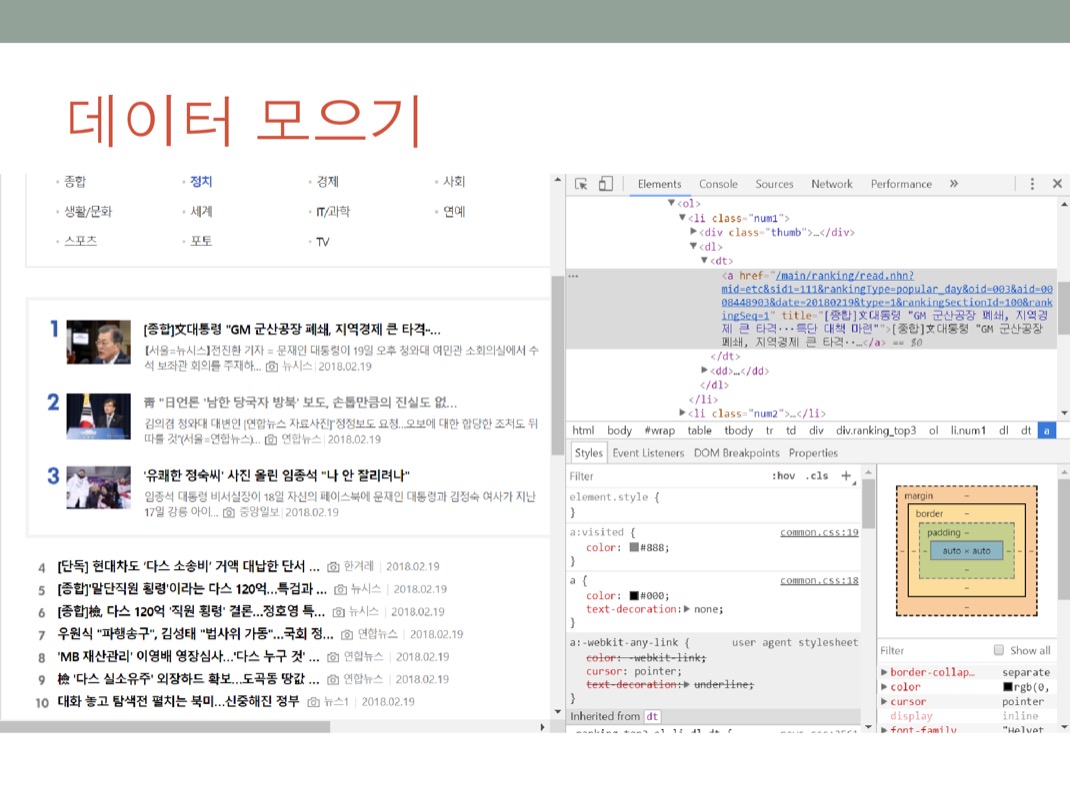 데이터 모으기
종합
정치
경제
사회
생활/문화
세계
IT/과학
연예
스포츠
포토
TV
1
[종합]文대통령 "GM 군산공장 폐쇄, 지역경제 큰 타격…
【서울=뉴시스】전진환 기자 = 문재인 대통령이 19일 오후 청와대 여민관 소회의실에서 수
석 보좌관 회의를 주재하... 뉴시스 | 2018.02.19
2
靑 "日언론 '남한 당국자 방북' 보도, 손톱만큼의 진실도 없…
김의겸 청와대 대변인 [연합뉴스 자료사진]"정정보도 요청…오보에 대한 합당한 조처도 뒤
따를 것"(서울=연합뉴스)... 연합뉴스 | 2018.02.19
3
'유쾌한 정숙씨' 사진 올린 임종석 "나 안 잘리려나"
임종석 대통령 비서실장이 18일 자신의 페이스북에 문재인 대통령과 김정숙 여사가 지난
17일 강릉 아이... 중앙일보 | 2018.02.19
4 [단독] 현대차도 '다스 소송비' 거액 대납한 단서 ... 한겨레 | 2018.02.19
5 [종합]"말단직원 횡령'이라는 다스 120억…특검과 ... 뉴시스 | 2018.02.19
6 [종합]檢, 다스 120억 '직원 횡령' 결론…정호영 특... 뉴시스 | 2018.02.19
7 우원식 "파행송구", 김성태 "법사위 가동"…국회 정... 연합뉴스 | 2018.02.19
8 'MB 재산관리' 이영배 영장심사…'다스 누구 것' ... 연합뉴스 | 2018.02.19
9 檢 '다스 실소유주' 외장하드 확보…도곡동 땅값 ... 연합뉴스 | 2018.02.19
10 대화 놓고 탐색전 펼치는 북미…신중해진 정부 뉴스1 | 2018.02.19
Elements Console Sources Network Performance »
<ol>
<li class="num1">
<div class="thumb">…</div>
<dl>
<dt>
<a href="/main/ranking/read.nhn?
mid=etc&sid1=111&rankingType=popular_day&oid=003&aid=00
08448903&date=20180219&type=1&rankingSectionId=100&rank
ingSeq=1" title="[종합]文대통령 "GM 군산공장 폐쇄, 지역경
제 큰 타격···특단 대책 마련"">[종합]文대통령 "GM 군산공장
폐쇄, 지역경제 큰 타격··…</a> == $0
</dt>
<dd>…</dd>
</dl>
</li>
<li class="num2">…</li>
html body #wrap table tbody tr td div div.ranking_top3 ol li.num1 dl dt a
Styles Event Listeners DOM Breakpoints Properties
Filter :hov .cls +
element.style {
}
a:visited { common.css:19
color: #888;
}
a { common.css:18
color: #000;
text-decoration: none;
}
a:-webkit-any-link { user agent stylesheet
color: -webkit-link;
cursor: pointer;
text-decoration: underline;
}
Inherited from dt
margin –
border –
padding –
auto × auto
Filter Show all
border-collap… separate
color rgb(0,
cursor pointer
display inline
font-family "Helvet